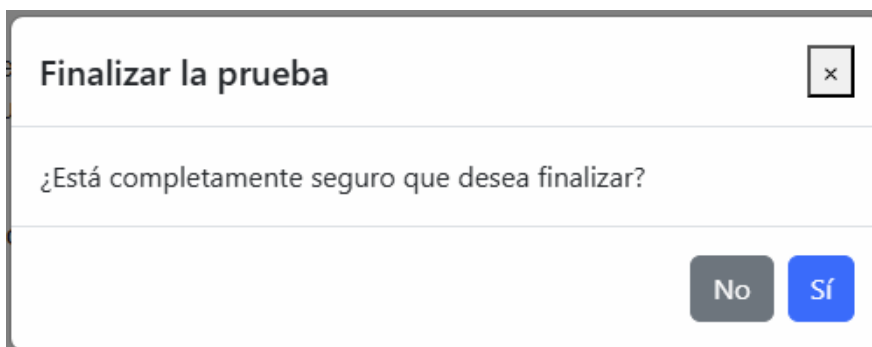 Finalizar la prueba
×
¿Está completamente seguro que desea finalizar?
No
Sí